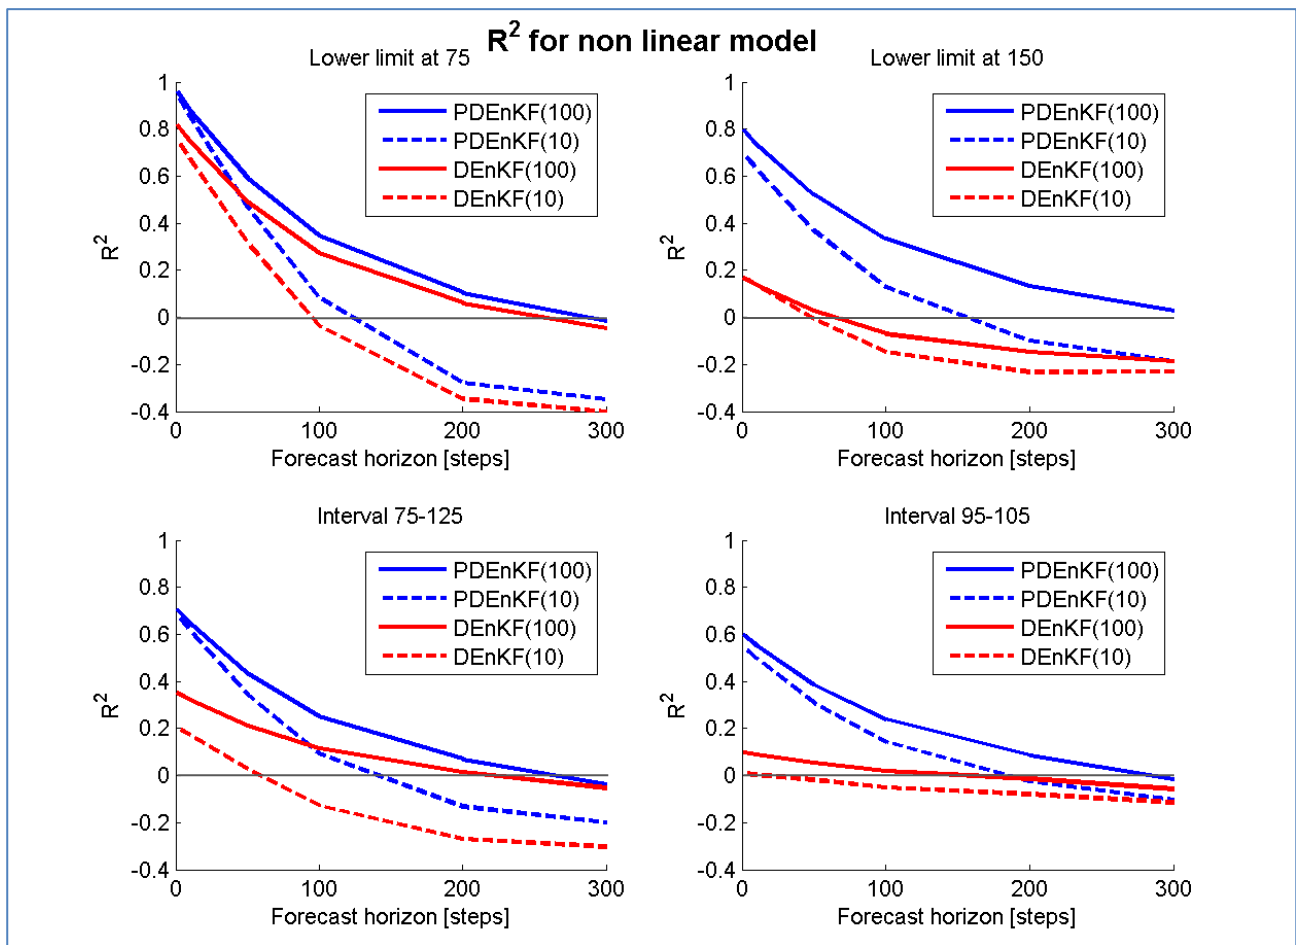 R² for non linear model
Lower limit at 75
1
0.8
0.6
0.4
0.2
0
-0.2
-0.4
R²
0 100 200 300
Forecast horizon [steps]
PDEnKF(100)
PDEnKF(10)
DEnKF(100)
DEnKF(10)
Lower limit at 150
1
0.8
0.6
0.4
0.2
0
-0.2
-0.4
R²
0 100 200 300
Forecast horizon [steps]
PDEnKF(100)
PDEnKF(10)
DEnKF(100)
DEnKF(10)
Interval 75-125
1
0.8
0.6
0.4
0.2
0
-0.2
-0.4
R²
0 100 200 300
Forecast horizon [steps]
PDEnKF(100)
PDEnKF(10)
DEnKF(100)
DEnKF(10)
Interval 95-105
1
0.8
0.6
0.4
0.2
0
-0.2
-0.4
R²
0 100 200 300
Forecast horizon [steps]
PDEnKF(100)
PDEnKF(10)
DEnKF(100)
DEnKF(10)